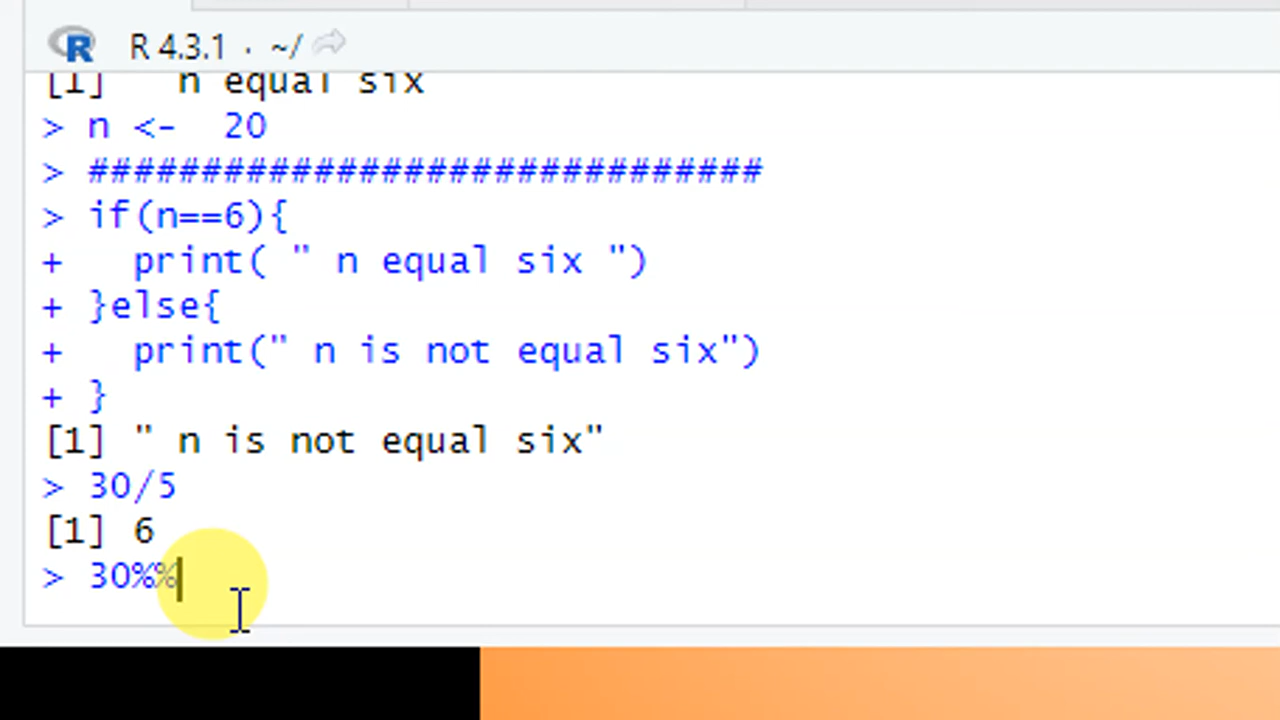 R R 4.3.1 · ~/
[1] " n equal six "
> n <-  20
> ##############################
> if(n==6){
+   print( " n equal six ")
+ }else{
+   print(" n is not equal six")
+ }
[1] " n is not equal six"
> 30/5
[1] 6
> 30%%